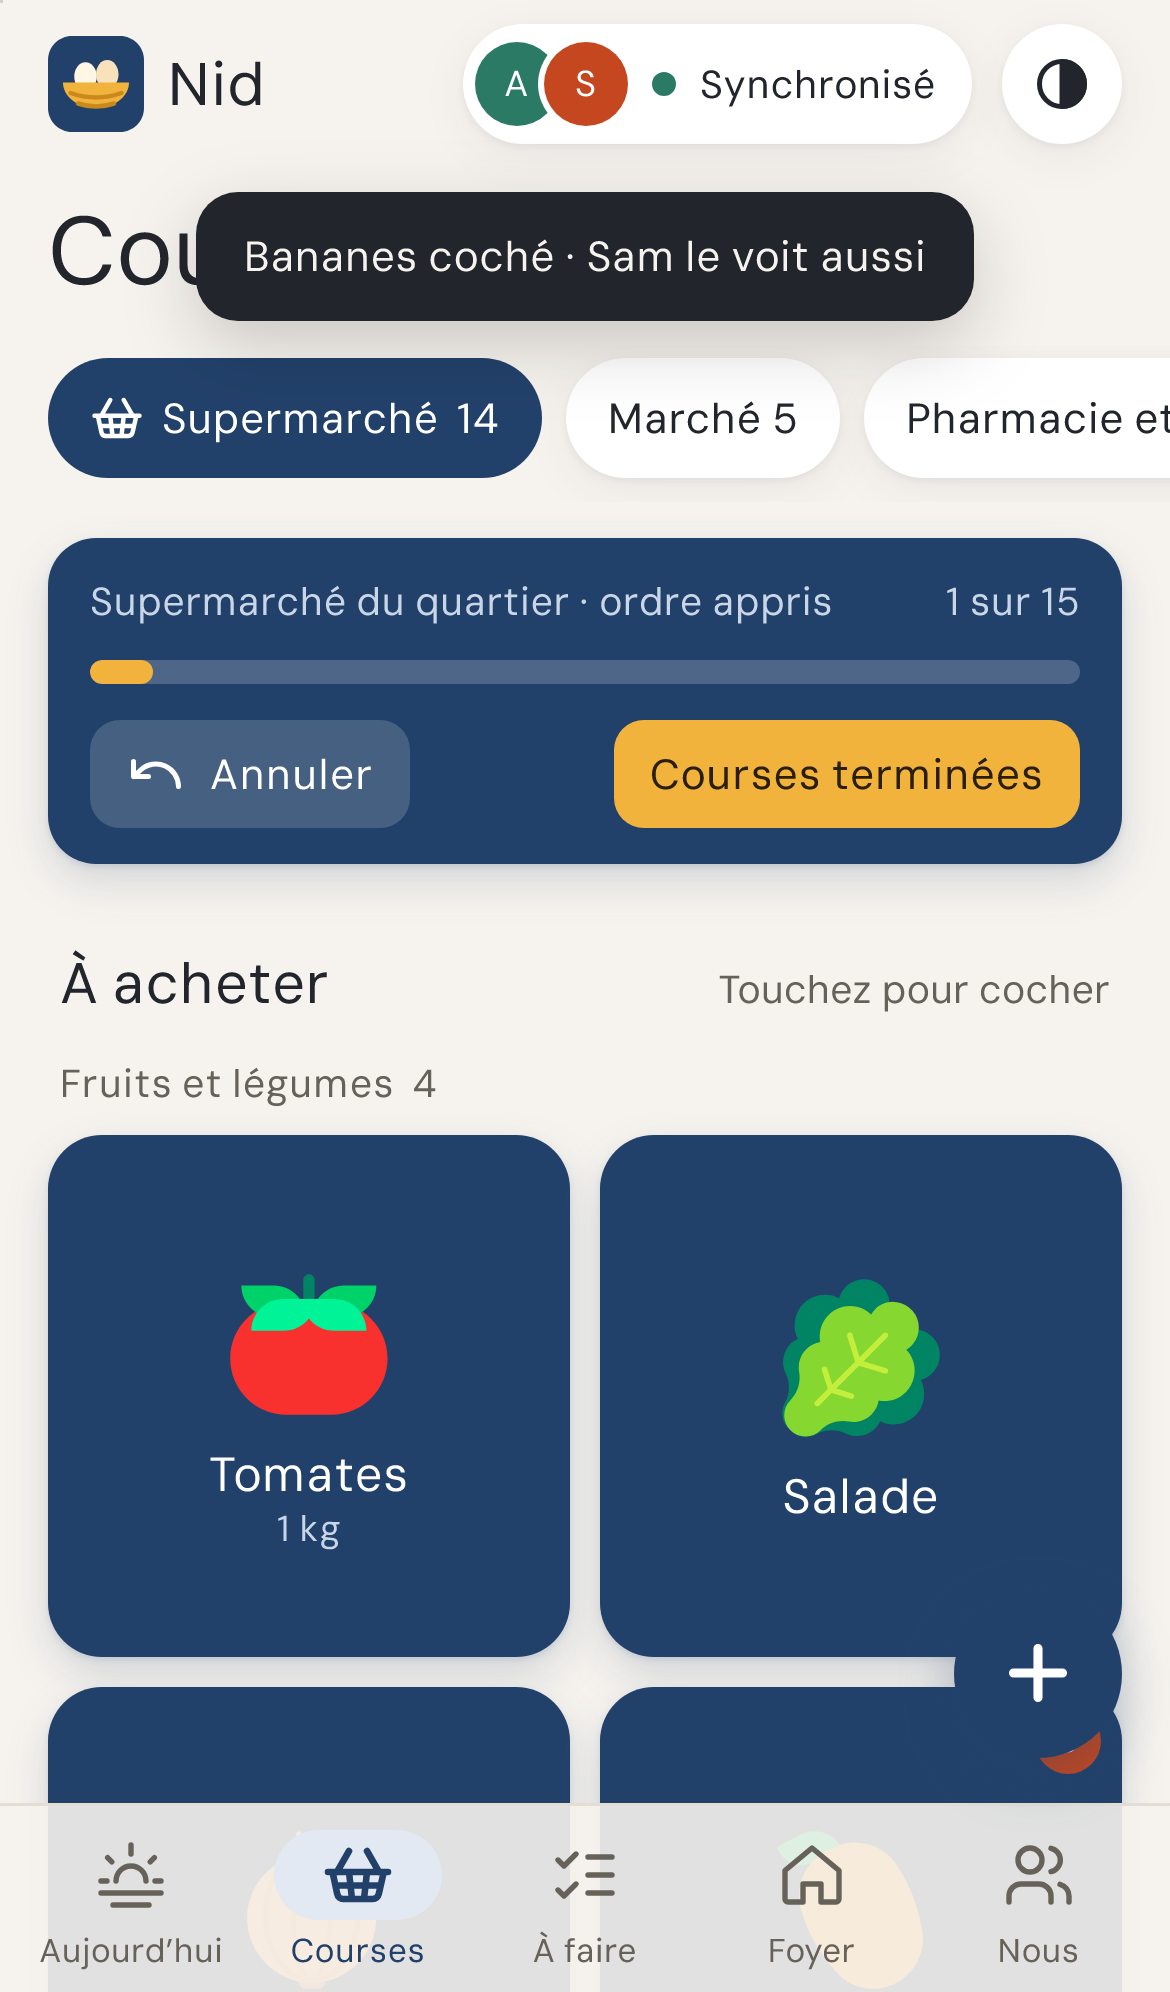 Nid
A
S
Synchronisé
Cou
Bananes coché · Sam le voit aussi
Supermarché 14
Marché 5
Pharmacie et
Supermarché du quartier · ordre appris
1 sur 15
Annuler
Courses terminées
À acheter
Touchez pour cocher
Fruits et légumes 4
Tomates
1 kg
Salade
Aujourd’hui
Courses
À faire
Foyer
Nous